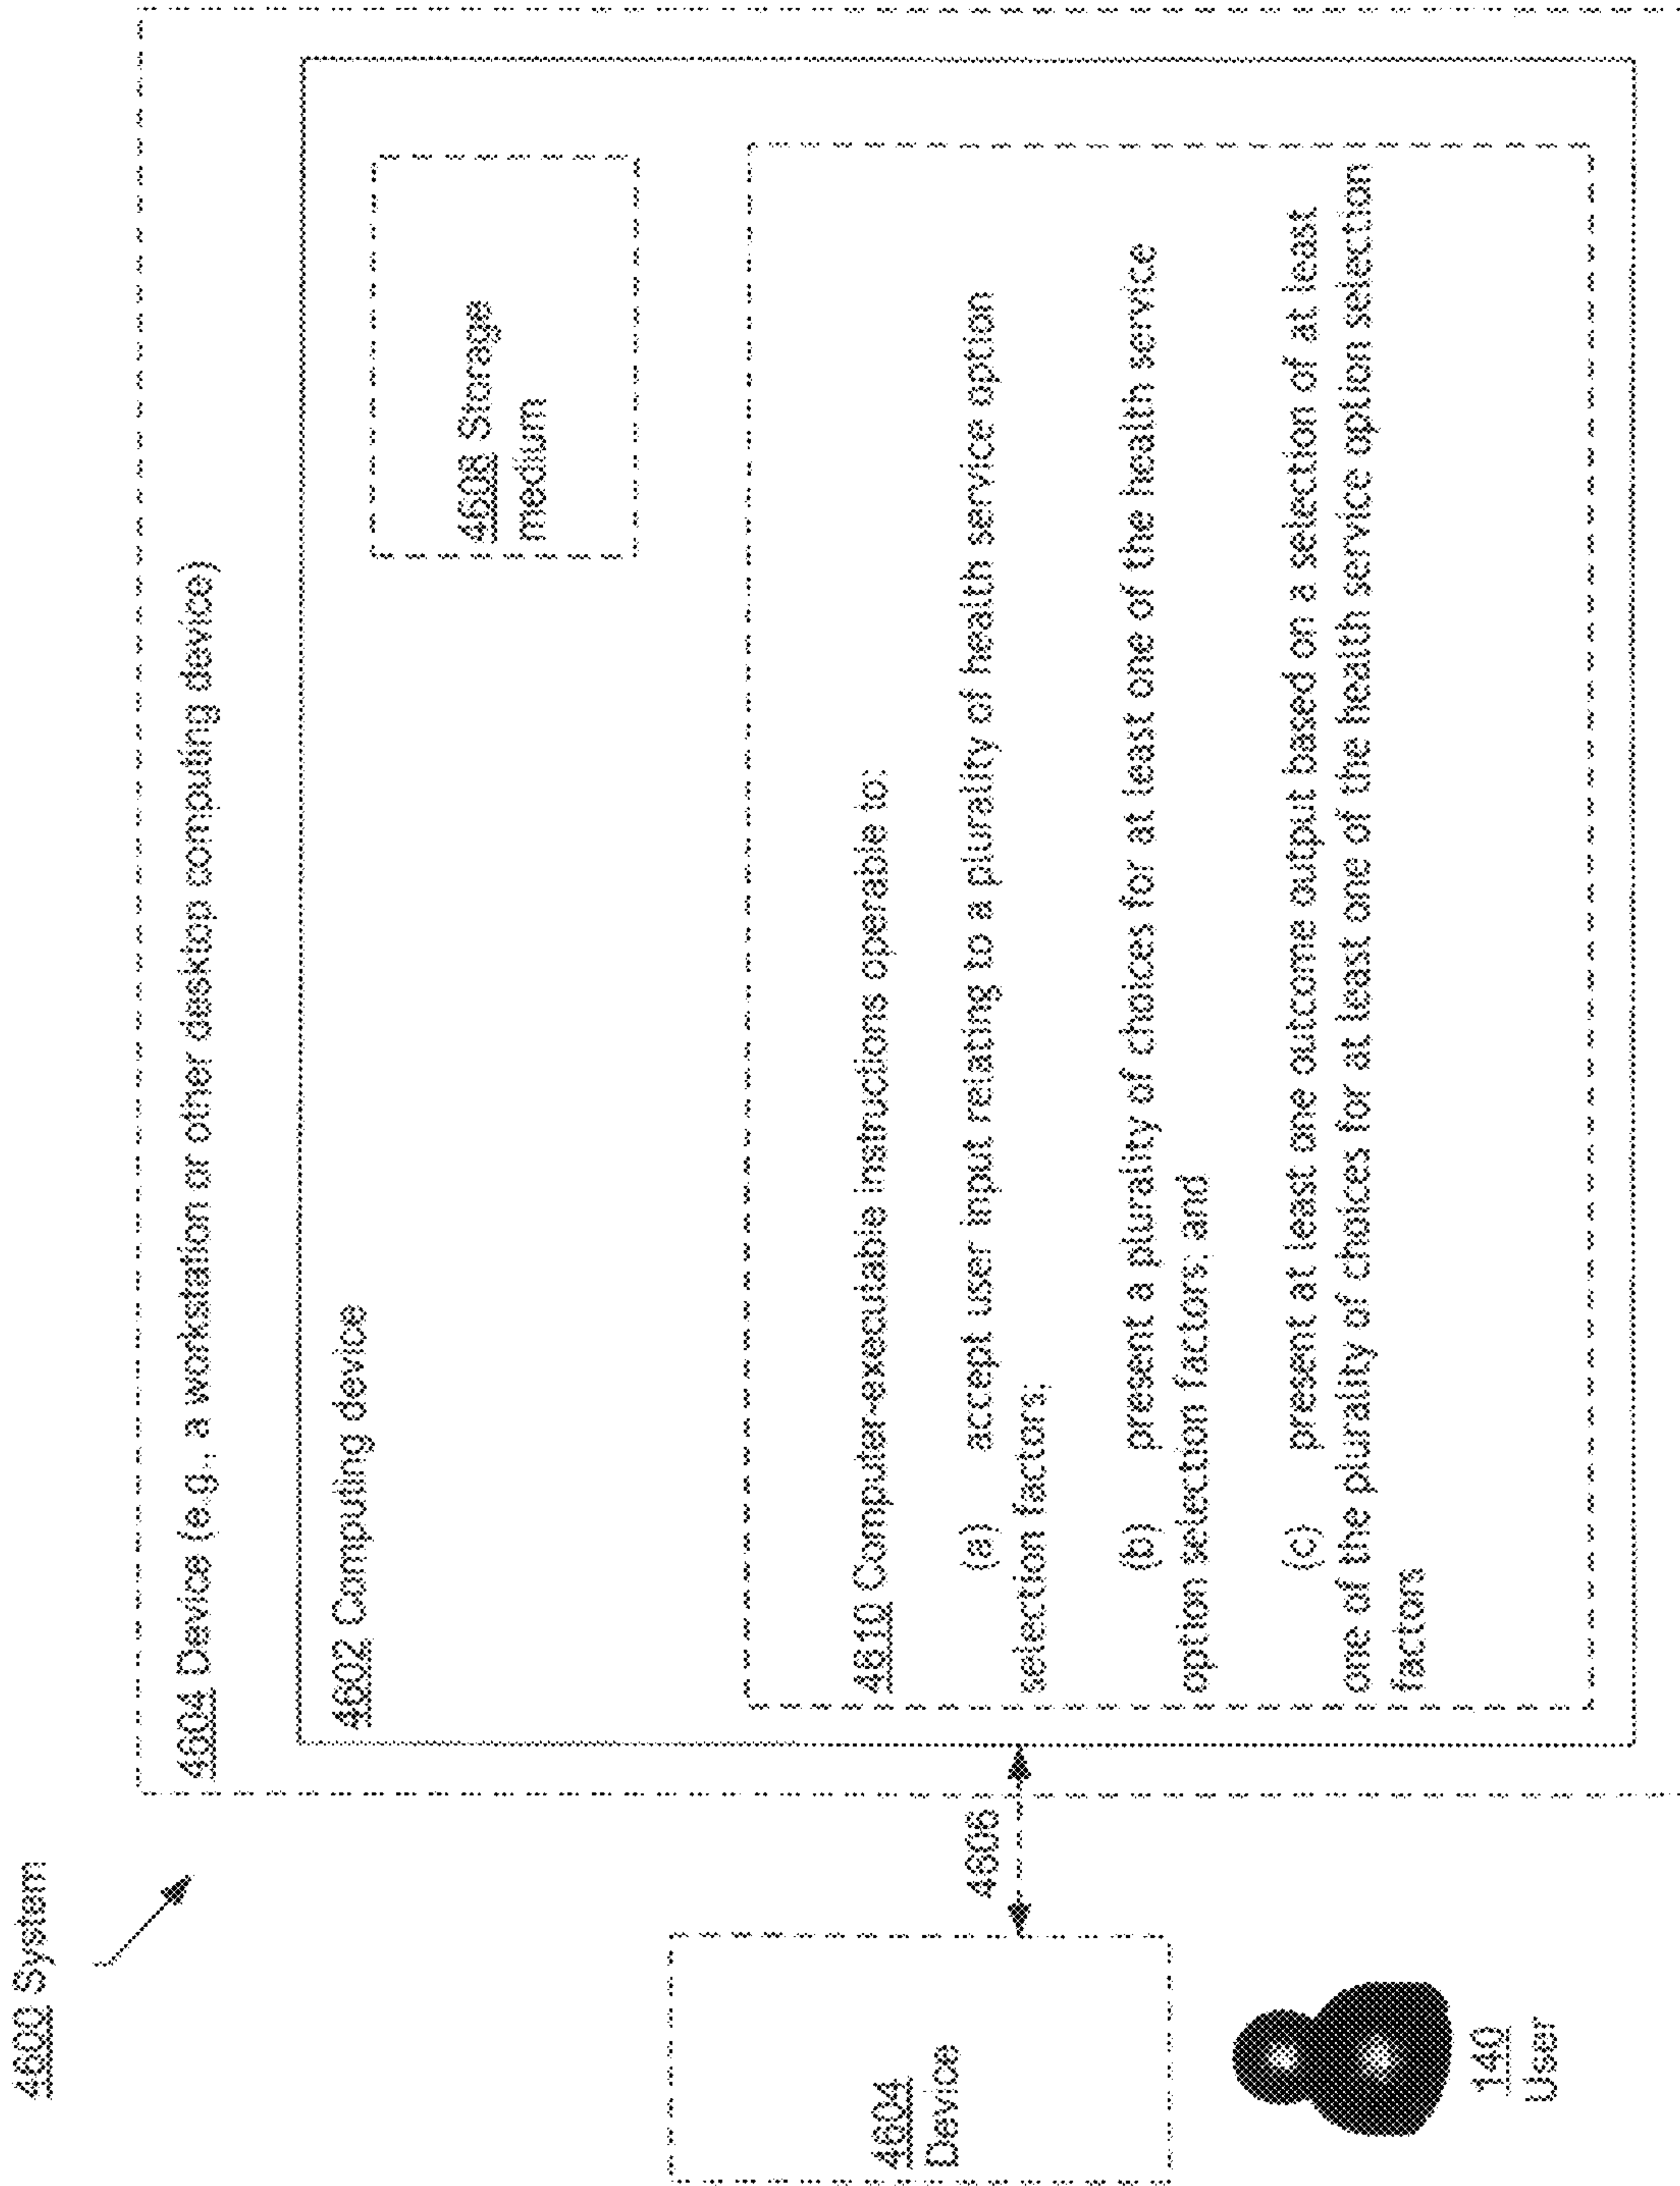 4600 System
4604 Device (e.g., a workstation or other desktop computing device)
4602 Computing device
4608 Storage
medium
4610 Computer-executable instructions operable to:
(a) accept user input relating to a plurality of health service option
selection factors;
(b) present a plurality of choices for at least one of the health service
option selection factors; and
(c) present at least one outcome output based on a selection of at least
one of the plurality of choices for at least one of the health service option selection
factors
4606
4604
Device
140
User